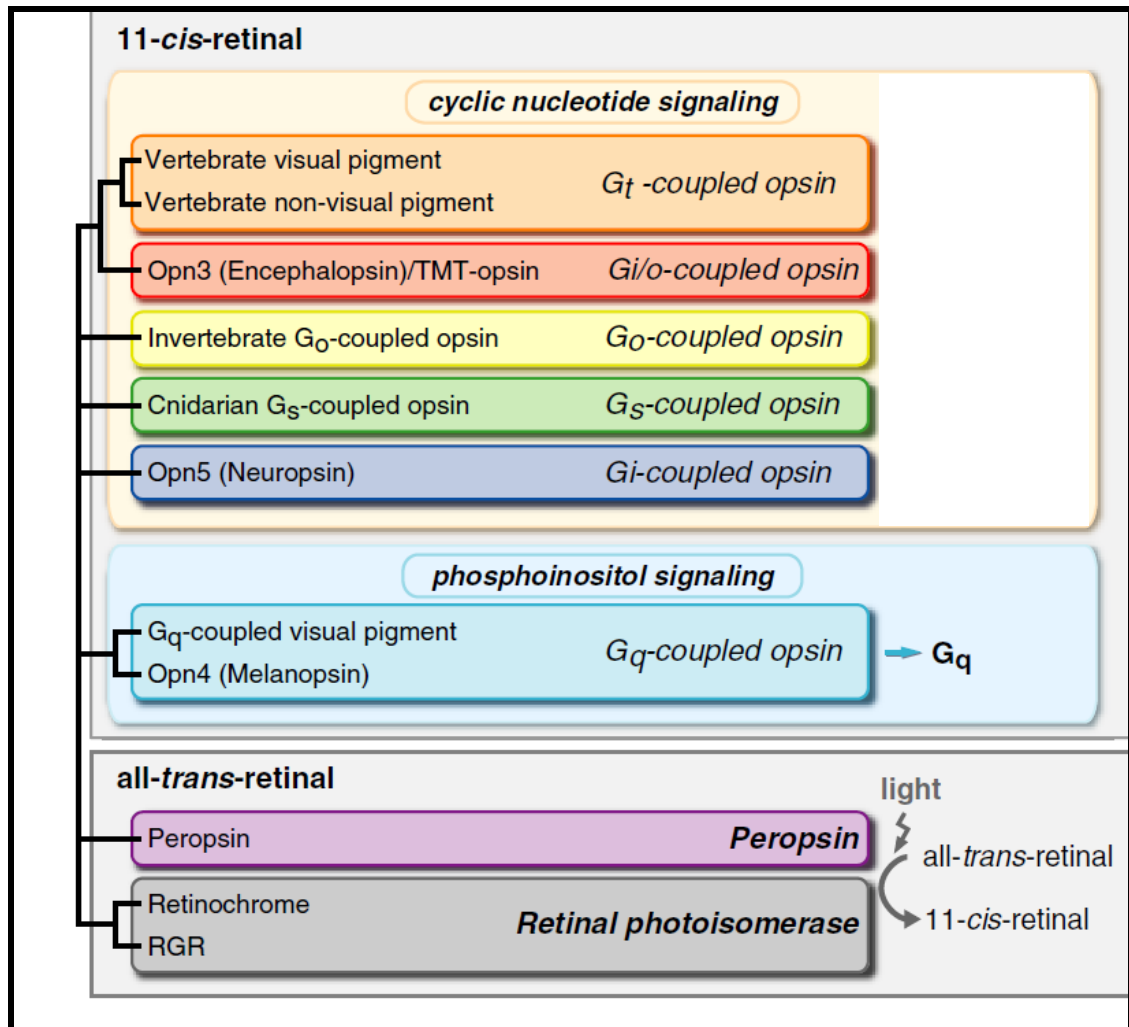 11-cis-retinal
cyclic nucleotide signaling
Vertebrate visual pigment
Vertebrate non-visual pigment
Gt -coupled opsin
Opn3 (Encephalopsin)/TMT-opsin
Gi/o-coupled opsin
Invertebrate Go-coupled opsin
Go-coupled opsin
Cnidarian Gs-coupled opsin
Gs-coupled opsin
Opn5 (Neuropsin)
Gi-coupled opsin
phosphoinositol signaling
Gq-coupled visual pigment
Opn4 (Melanopsin)
Gq-coupled opsin
Gq
all-trans-retinal
Peropsin
Peropsin
Retinochrome
RGR
Retinal photoisomerase
light
all-trans-retinal
11-cis-retinal